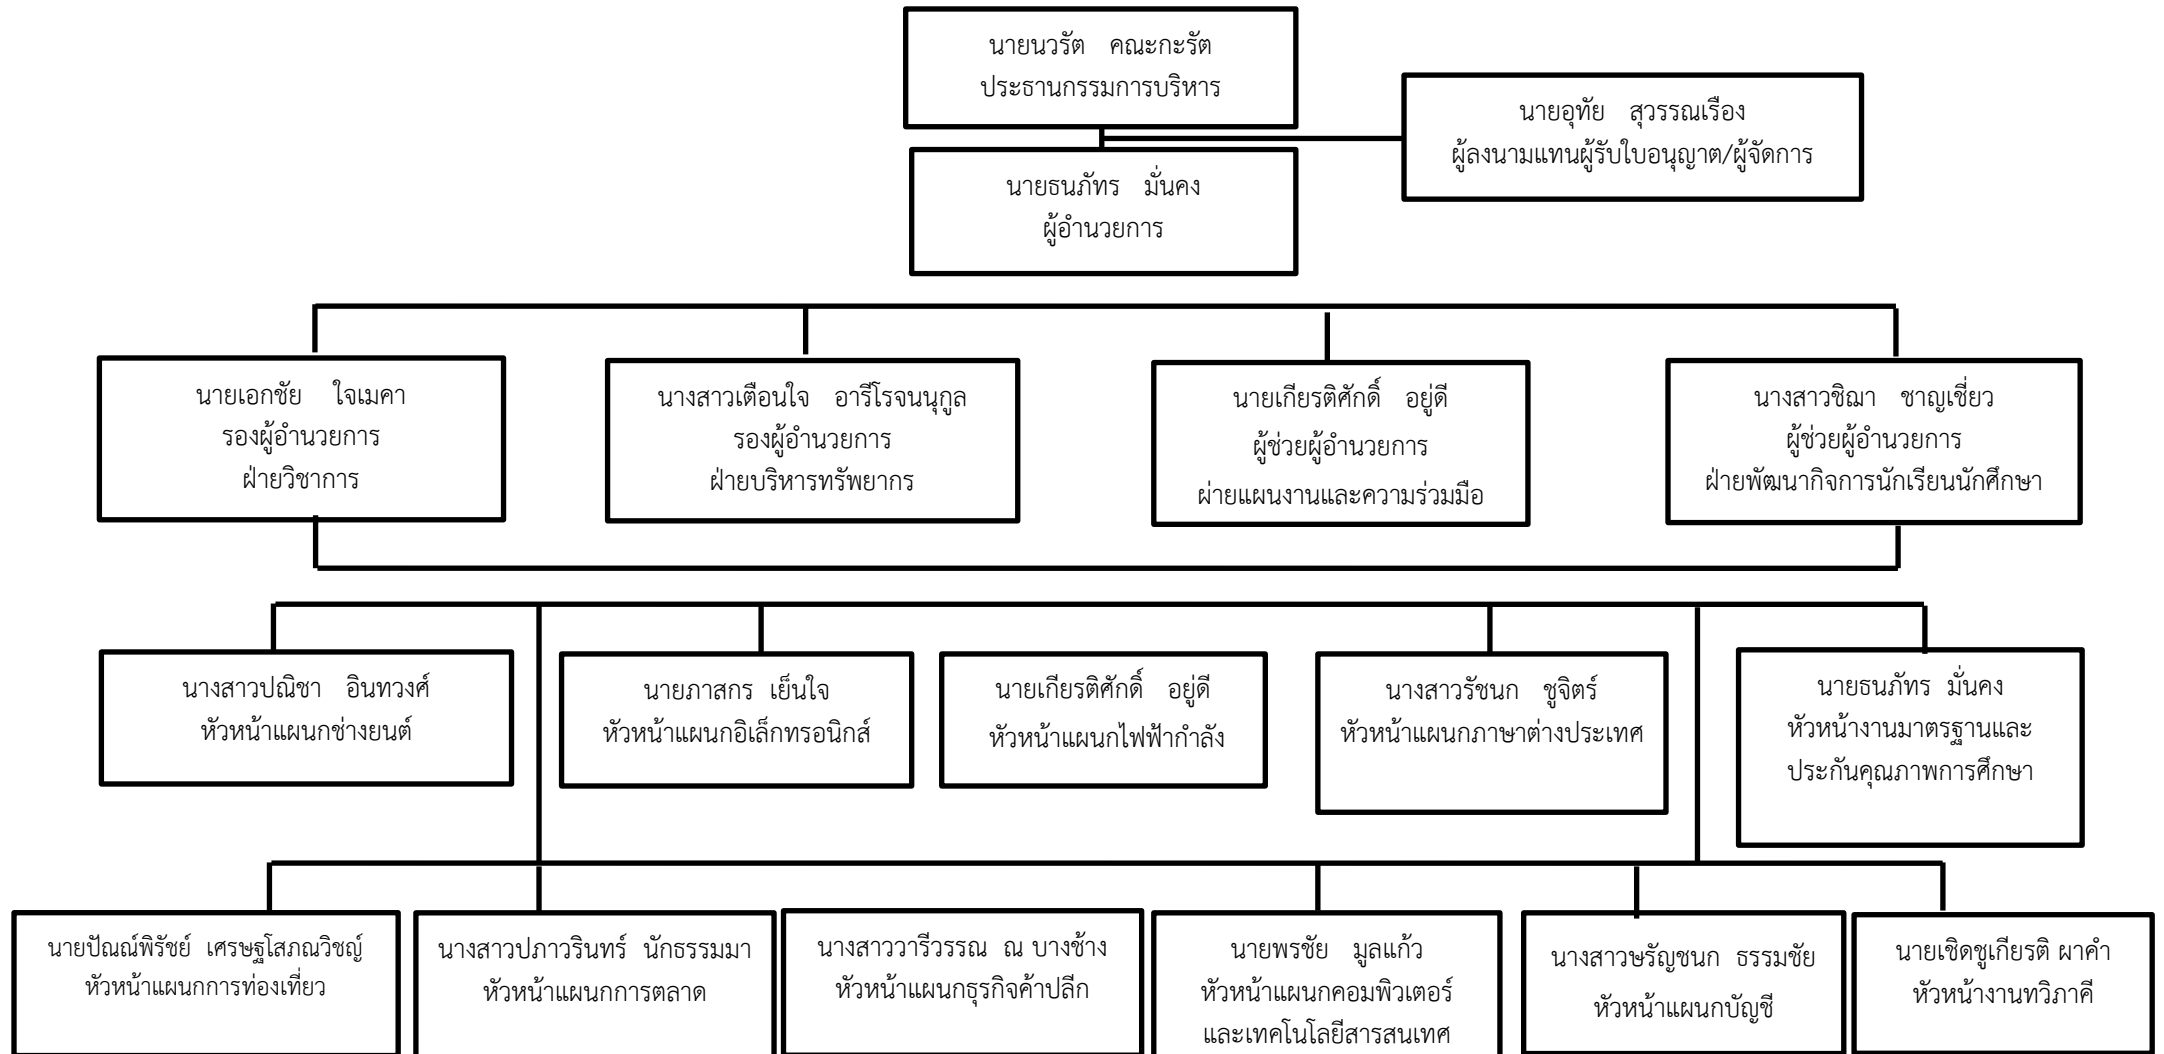 นายนวรัต คณะกะรัต
ประธานกรรมการบริหาร
นายอุทัย สุวรรณเรือง
ผู้ลงนามแทนผู้รับใบอนุญาต/ผู้จัดการ
นายธนภัทร มั่นคง
ผู้อำนวยการ
นายเอกชัย ใจเมคา
รองผู้อำนวยการ
ฝ่ายวิชาการ
นางสาวเตือนใจ อารีโรจนนุกูล
รองผู้อำนวยการ
ฝ่ายบริหารทรัพยากร
นายเกียรติศักดิ์ อยู่ดี
ผู้ช่วยผู้อำนวยการ
ผ่ายแผนงานและความร่วมมือ
นางสาวชิฌา ชาญเชี่ยว
ผู้ช่วยผู้อำนวยการ
ฝ่ายพัฒนากิจการนักเรียนนักศึกษา
นางสาวปณิชา อินทวงศ์
หัวหน้าแผนกช่างยนต์
นายภาสกร เย็นใจ
หัวหน้าแผนกอิเล็กทรอนิกส์
นายเกียรติศักดิ์ อยู่ดี
หัวหน้าแผนกไฟฟ้ากำลัง
นางสาวรัชนก ชูจิตร์
หัวหน้าแผนกภาษาต่างประเทศ
นายธนภัทร มั่นคง
หัวหน้างานมาตรฐานและ
ประกันคุณภาพการศึกษา
นายปัณณ์พิรัชย์ เศรษฐโสภณวิชญ์
หัวหน้าแผนกการท่องเที่ยว
นางสาวปภาวรินทร์ นักธรรมมา
หัวหน้าแผนกการตลาด
นางสาววารีวรรณ ณ บางช้าง
หัวหน้าแผนกธุรกิจค้าปลีก
นายพรชัย มูลแก้ว
หัวหน้าแผนกคอมพิวเตอร์
และเทคโนโลยีสารสนเทศ
นางสาวษรัญชนก ธรรมชัย
หัวหน้าแผนกบัญชี
นายเชิดชูเกียรติ ผาคำ
หัวหน้างานทวิภาคี